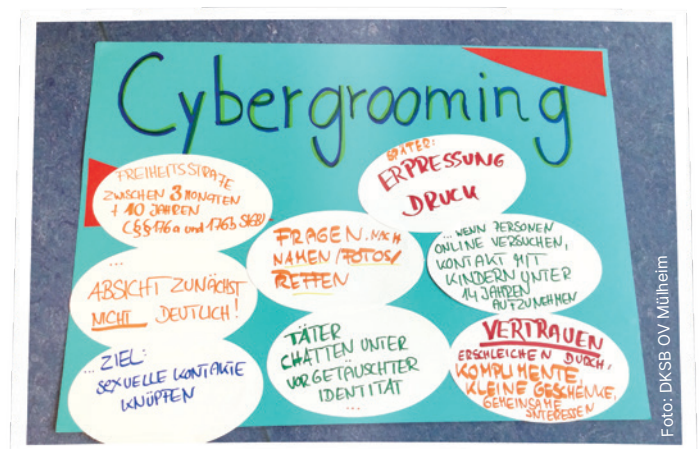 Cybergrooming
FREIHEITSSTRAFE
ZWISCHEN 3 MONATEN
+ 10 JAHREN
(§§176a und 176b StGB)
SPÄTER:
ERPRESSUNG
DRUCK
FRAGEN NACH
NAMEN/FOTOS/
TREFFEN
...WENN PERSONEN
ONLINE VERSUCHEN,
KONTAKT MIT
KINDERN UNTER
14 JAHREN
AUFZUNEHMEN
...
ABSICHT ZUNÄCHST
NICHT DEUTLICH!
...ZIEL:
SEXUELLE KONTAKTE
KNÜPFEN
TÄTER
CHATTEN UNTER
VORGETÄUSCHTER
IDENTITÄT
...
VERTRAUEN
ERSCHLEICHEN DURCH,
KOMPLIMENTE,
KLEINE GESCHENKE,
GEMEINSAME
INTERESSEN
Foto: DKSB OV Mülheim